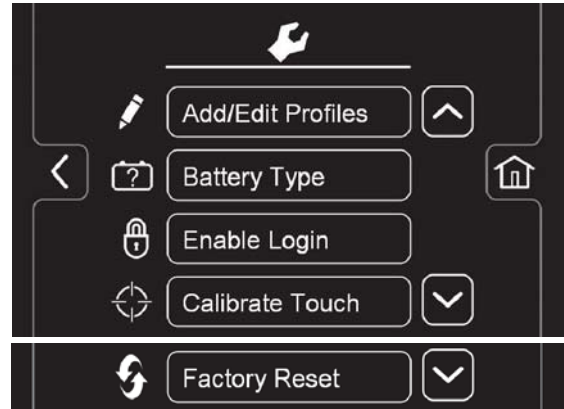 Add/Edit Profiles
? Battery Type
Enable Login
Calibrate Touch
Factory Reset